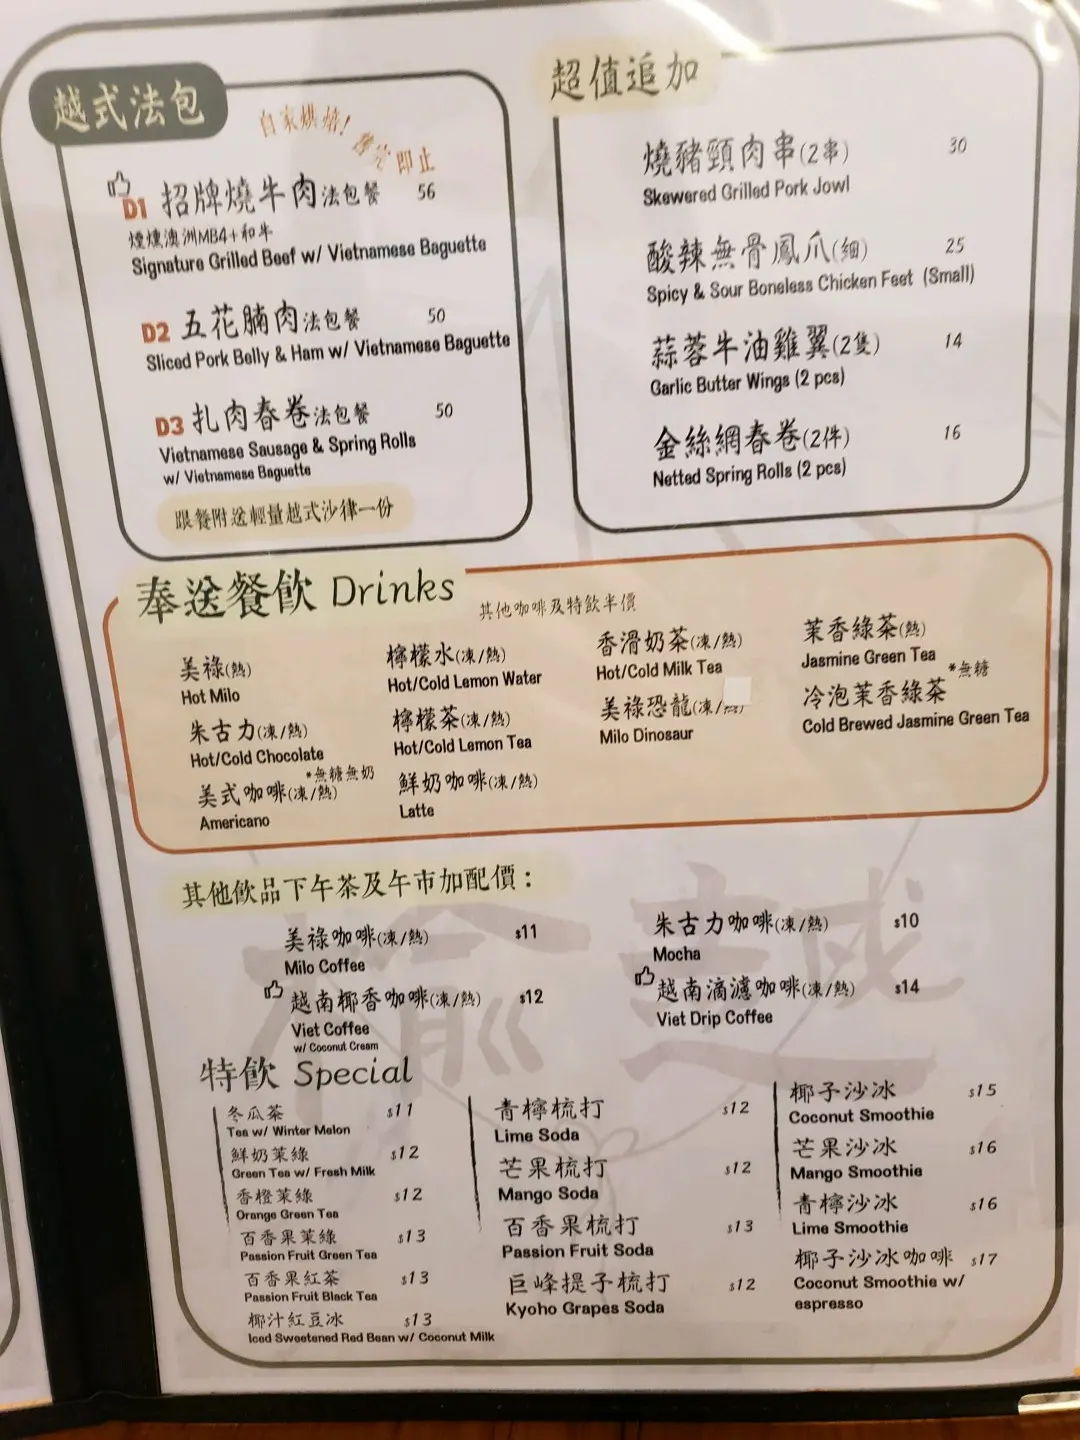 越式法包
自家烘焙!
即止
D1 招牌燒牛肉法包餐 56
煙燻澳洲MB4+和牛
Signature Grilled Beef w/ Vietnamese Baguette
D2 五花腩肉法包餐 50
Sliced Pork Belly & Ham w/ Vietnamese Baguette
D3 扎肉春卷法包餐 50
Vietnamese Sausage & Spring Rolls
w/ Vietnamese Baguette
跟餐附送輕量越式沙律一份
超值追加
燒豬頸肉串(2串) 30
Skewered Grilled Pork Jowl
酸辣無骨鳳爪(細) 25
Spicy & Sour Boneless Chicken Feet (Small)
蒜蓉牛油雞翼(2隻) 14
Garlic Butter Wings (2 pcs)
金絲網春卷(2件) 16
Netted Spring Rolls (2 pcs)
奉送餐飲 Drinks
其他咖啡及特飲半價
美祿(熱)
Hot Milo
朱古力(凍/熱)
Hot/Cold Chocolate
*無糖無奶
美式咖啡(凍/熱)
Americano
檸檬水(凍/熱)
Hot/Cold Lemon Water
檸檬茶(凍/熱)
Hot/Cold Lemon Tea
鮮奶咖啡(凍/熱)
Latte
香滑奶茶(凍/熱)
Hot/Cold Milk Tea
美祿恐龍(凍/
Milo Dinosaur
茉香綠茶(熱)
Jasmine Green Tea
*無糖
冷泡茉香綠茶
Cold Brewed Jasmine Green Tea
其他飲品下午茶及午市加配價：
美祿咖啡(凍/熱) $11
Milo Coffee
越南椰香咖啡(凍/熱) $12
Viet Coffee
w/ Coconut Cream
朱古力咖啡(凍/熱) $10
Mocha
越南滴濾咖啡(凍/熱) $14
Viet Drip Coffee
特飲 Special
冬瓜茶 $11
Tea w/ Winter Melon
鮮奶茉綠 $12
Green Tea w/ Fresh Milk
香橙茉綠 $12
Orange Green Tea
百香果茉綠 $13
Passion Fruit Green Tea
百香果紅茶 $13
Passion Fruit Black Tea
椰汁紅豆冰 $13
Iced Sweetened Red Bean w/ Coconut Milk
青檸梳打 $12
Lime Soda
芒果梳打 $12
Mango Soda
百香果梳打 $13
Passion Fruit Soda
巨峰提子梳打 $12
Kyoho Grapes Soda
椰子沙冰 $15
Coconut Smoothie
芒果沙冰 $16
Mango Smoothie
青檸沙冰 $16
Lime Smoothie
椰子沙冰咖啡 $17
Coconut Smoothie w/
espresso